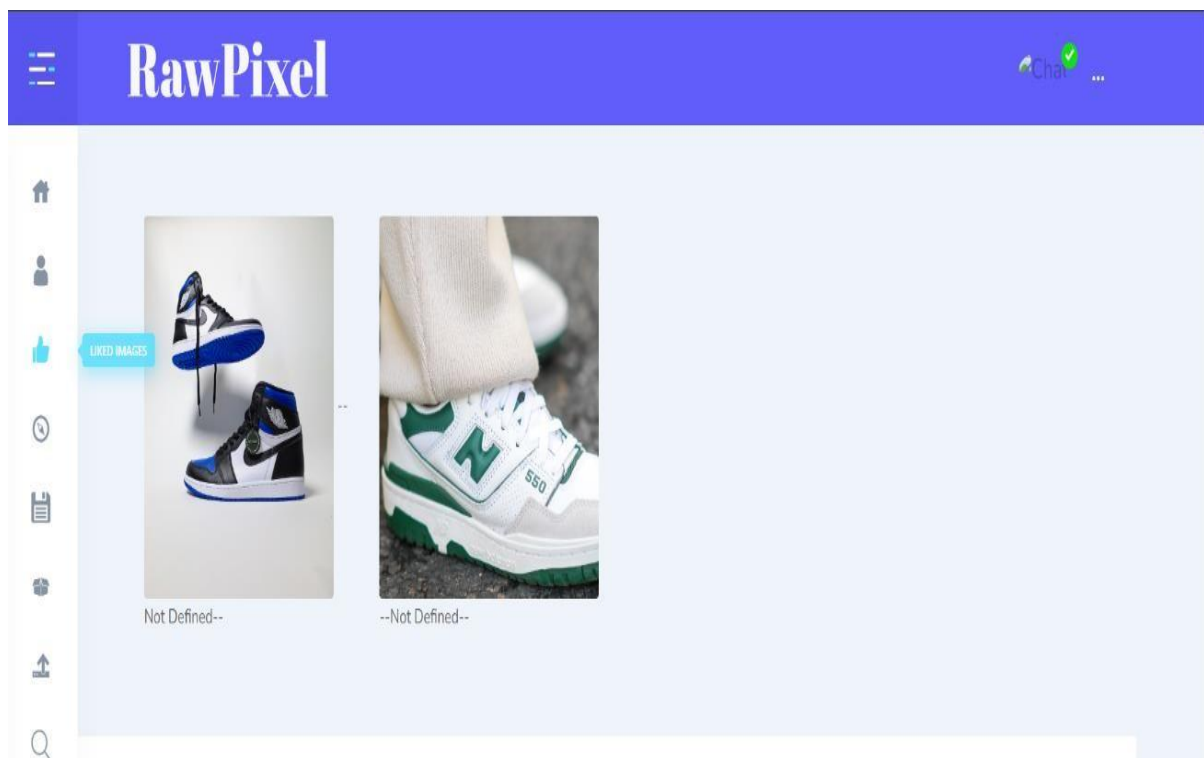 RawPixel
Chat
...
LIKED IMAGES
--
N
550
Not Defined--
--Not Defined--